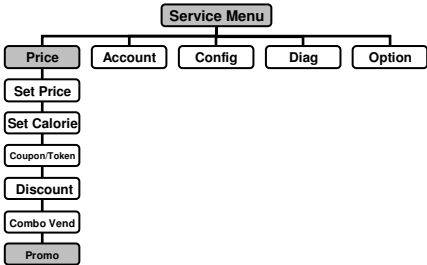 Service Menu
Price Account Config Diag Option
Set Price
Set Calorie
Coupon/Token
Discount
Combo Vend
Promo